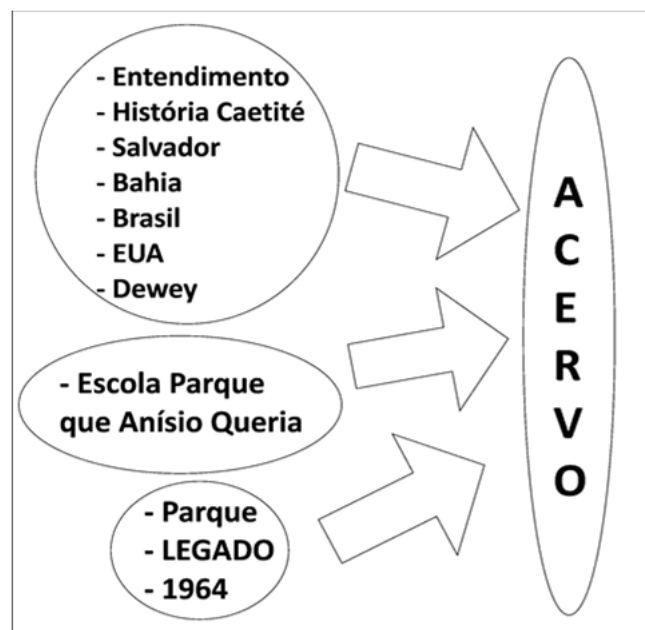 - Entendimento
- História Caetité
- Salvador
- Bahia
- Brasil
- EUA
- Dewey
- Escola Parque
que Anísio Queria
- Parque
- LEGADO
- 1964
A
C
E
R
V
O